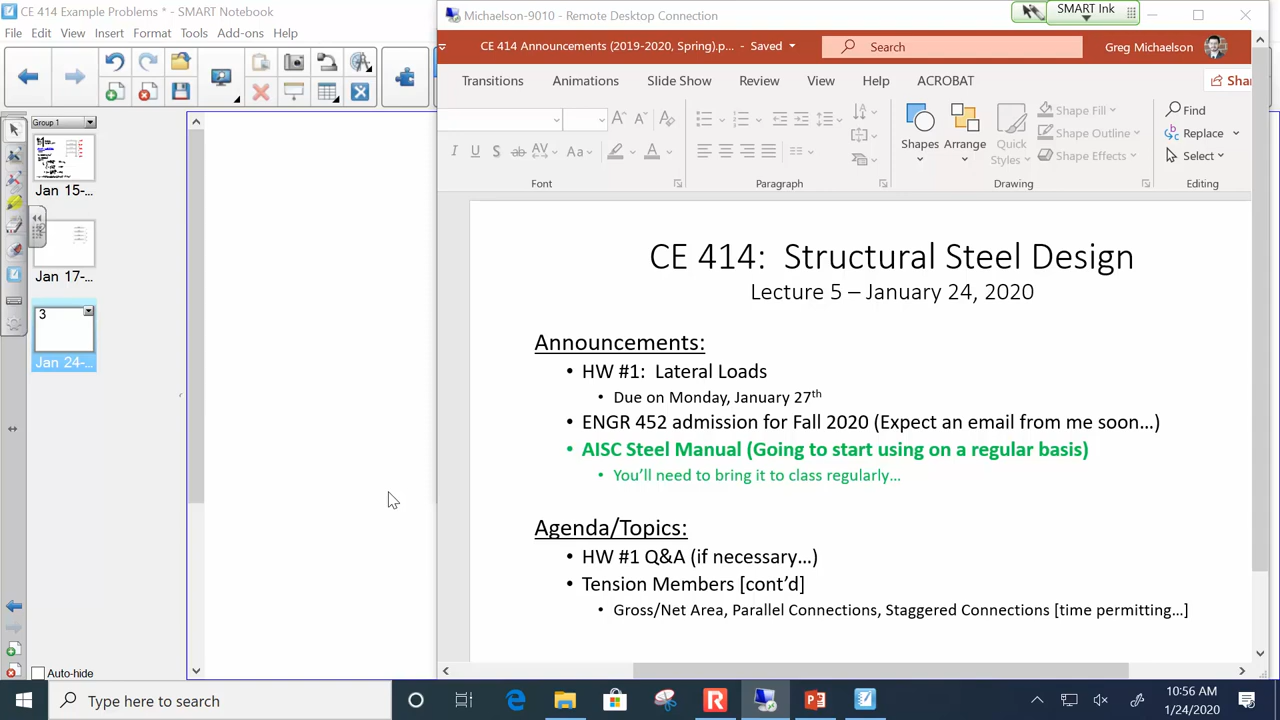 CE 414 Example Problems * - SMART Notebook
File Edit View Insert Format Tools Add-ons Help
Group 1
Jan 15-...
Jan 17-...
3
Jan 24-...
Auto-hide
Michaelson-9010 - Remote Desktop Connection
SMART Ink
CE 414 Announcements (2019-2020, Spring).p... - Saved
Search
Greg Michaelson
Transitions Animations Slide Show Review View Help ACROBAT
Shar
Shapes Arrange Quick Styles
Shape Fill
Shape Outline
Shape Effects
Find
Replace
Select
Font Paragraph Drawing Editing
CE 414: Structural Steel Design
Lecture 5 – January 24, 2020
Announcements:
• HW #1: Lateral Loads
• Due on Monday, January 27th
• ENGR 452 admission for Fall 2020 (Expect an email from me soon…)
• AISC Steel Manual (Going to start using on a regular basis)
• You’ll need to bring it to class regularly…
Agenda/Topics:
• HW #1 Q&A (if necessary…)
• Tension Members [cont’d]
• Gross/Net Area, Parallel Connections, Staggered Connections [time permitting…]
Type here to search
10:56 AM
1/24/2020